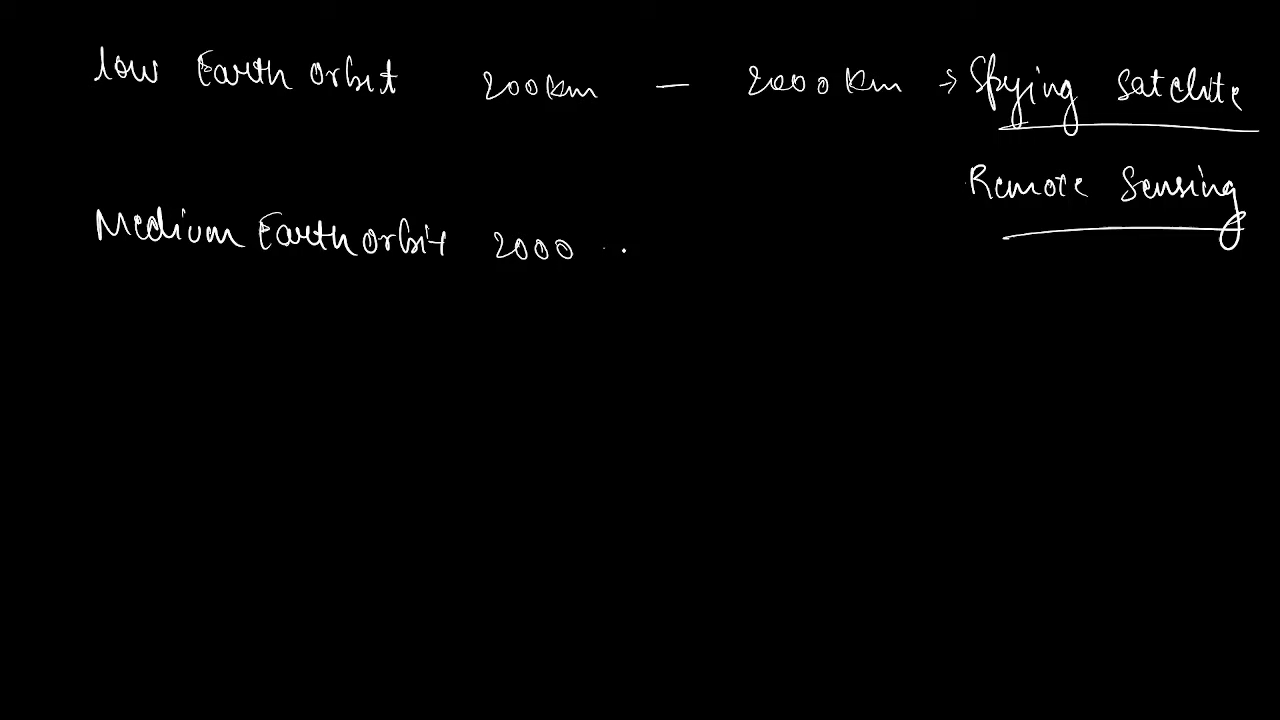 low Earth orbit 200km — 2000 km → Spying Satelite
Remote Sensing
Medium Earth orbit 2000 ..